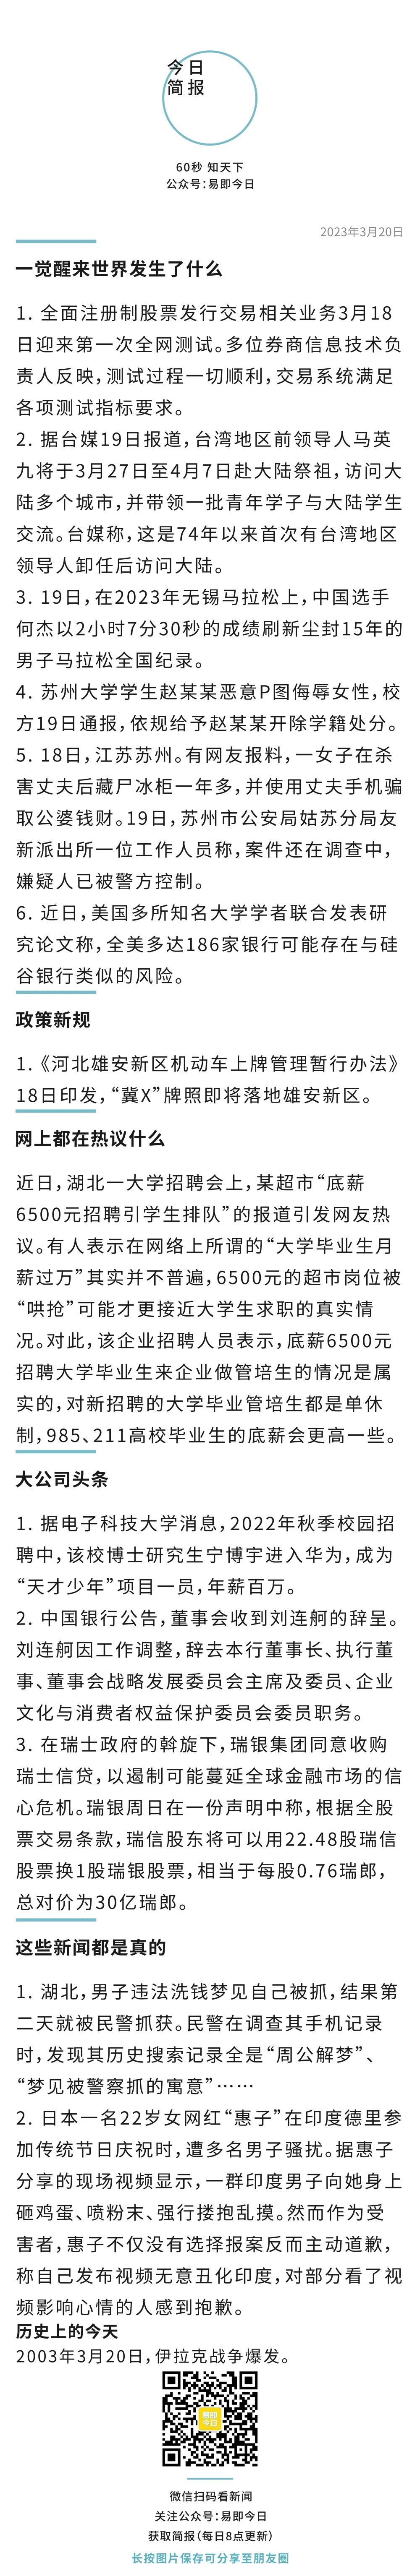 今日
简报
60秒 知天下
公众号：易即今日
2023年3月20日
一觉醒来世界发生了什么
1. 全面注册制股票发行交易相关业务3月18
日迎来第一次全网测试。多位券商信息技术负
责人反映，测试过程一切顺利，交易系统满足
各项测试指标要求。
2. 据台媒19日报道，台湾地区前领导人马英
九将于3月27日至4月7日赴大陆祭祖，访问大
陆多个城市，并带领一批青年学子与大陆学生
交流。台媒称，这是74年以来首次有台湾地区
领导人卸任后访问大陆。
3. 19日，在2023年无锡马拉松上，中国选手
何杰以2小时7分30秒的成绩刷新尘封15年的
男子马拉松全国纪录。
4. 苏州大学学生赵某某恶意P图侮辱女性，校
方19日通报，依规给予赵某某开除学籍处分。
5. 18日，江苏苏州。有网友报料，一女子在杀
害丈夫后藏尸冰柜一年多，并使用丈夫手机骗
取公婆钱财。19日，苏州市公安局姑苏分局友
新派出所一位工作人员称，案件还在调查中，
嫌疑人已被警方控制。
6. 近日，美国多所知名大学学者联合发表研
究论文称，全美多达186家银行可能存在与硅
谷银行类似的风险。
政策新规
1.《河北雄安新区机动车上牌管理暂行办法》
18日印发，“冀X”牌照即将落地雄安新区。
网上都在热议什么
近日，湖北一大学招聘会上，某超市“底薪
6500元招聘引学生排队”的报道引发网友热
议。有人表示在网络上所谓的“大学毕业生月
薪过万”其实并不普遍，6500元的超市岗位被
“哄抢”可能才更接近大学生求职的真实情
况。对此，该企业招聘人员表示，底薪6500元
招聘大学毕业生来企业做管培生的情况是属
实的，对新招聘的大学毕业管培生都是单休
制，985、211高校毕业生的底薪会更高一些。
大公司头条
1. 据电子科技大学消息，2022年秋季校园招
聘中，该校博士研究生宁博宇进入华为，成为
“天才少年”项目一员，年薪百万。
2. 中国银行公告，董事会收到刘连舸的辞呈。
刘连舸因工作调整，辞去本行董事长、执行董
事、董事会战略发展委员会主席及委员、企业
文化与消费者权益保护委员会委员职务。
3. 在瑞士政府的斡旋下，瑞银集团同意收购
瑞士信贷，以遏制可能蔓延全球金融市场的信
心危机。瑞银周日在一份声明中称，根据全股
票交易条款，瑞信股东将可以用22.48股瑞信
股票换1股瑞银股票，相当于每股0.76瑞郎，
总对价为30亿瑞郎。
这些新闻都是真的
1. 湖北，男子违法洗钱梦见自己被抓，结果第
二天就被民警抓获。民警在调查其手机记录
时，发现其历史搜索记录全是“周公解梦”、
“梦见被警察抓的寓意”……
2. 日本一名22岁女网红“惠子”在印度德里参
加传统节日庆祝时，遭多名男子骚扰。据惠子
分享的现场视频显示，一群印度男子向她身上
砸鸡蛋、喷粉末、强行搂抱乱摸。然而作为受
害者，惠子不仅没有选择报案反而主动道歉，
称自己发布视频无意丑化印度，对部分看了视
频影响心情的人感到抱歉。
历史上的今天
2003年3月20日，伊拉克战争爆发。
易即
今日
微信扫码看新闻
关注公众号：易即今日
获取简报（每日8点更新）
长按图片保存可分享至朋友圈